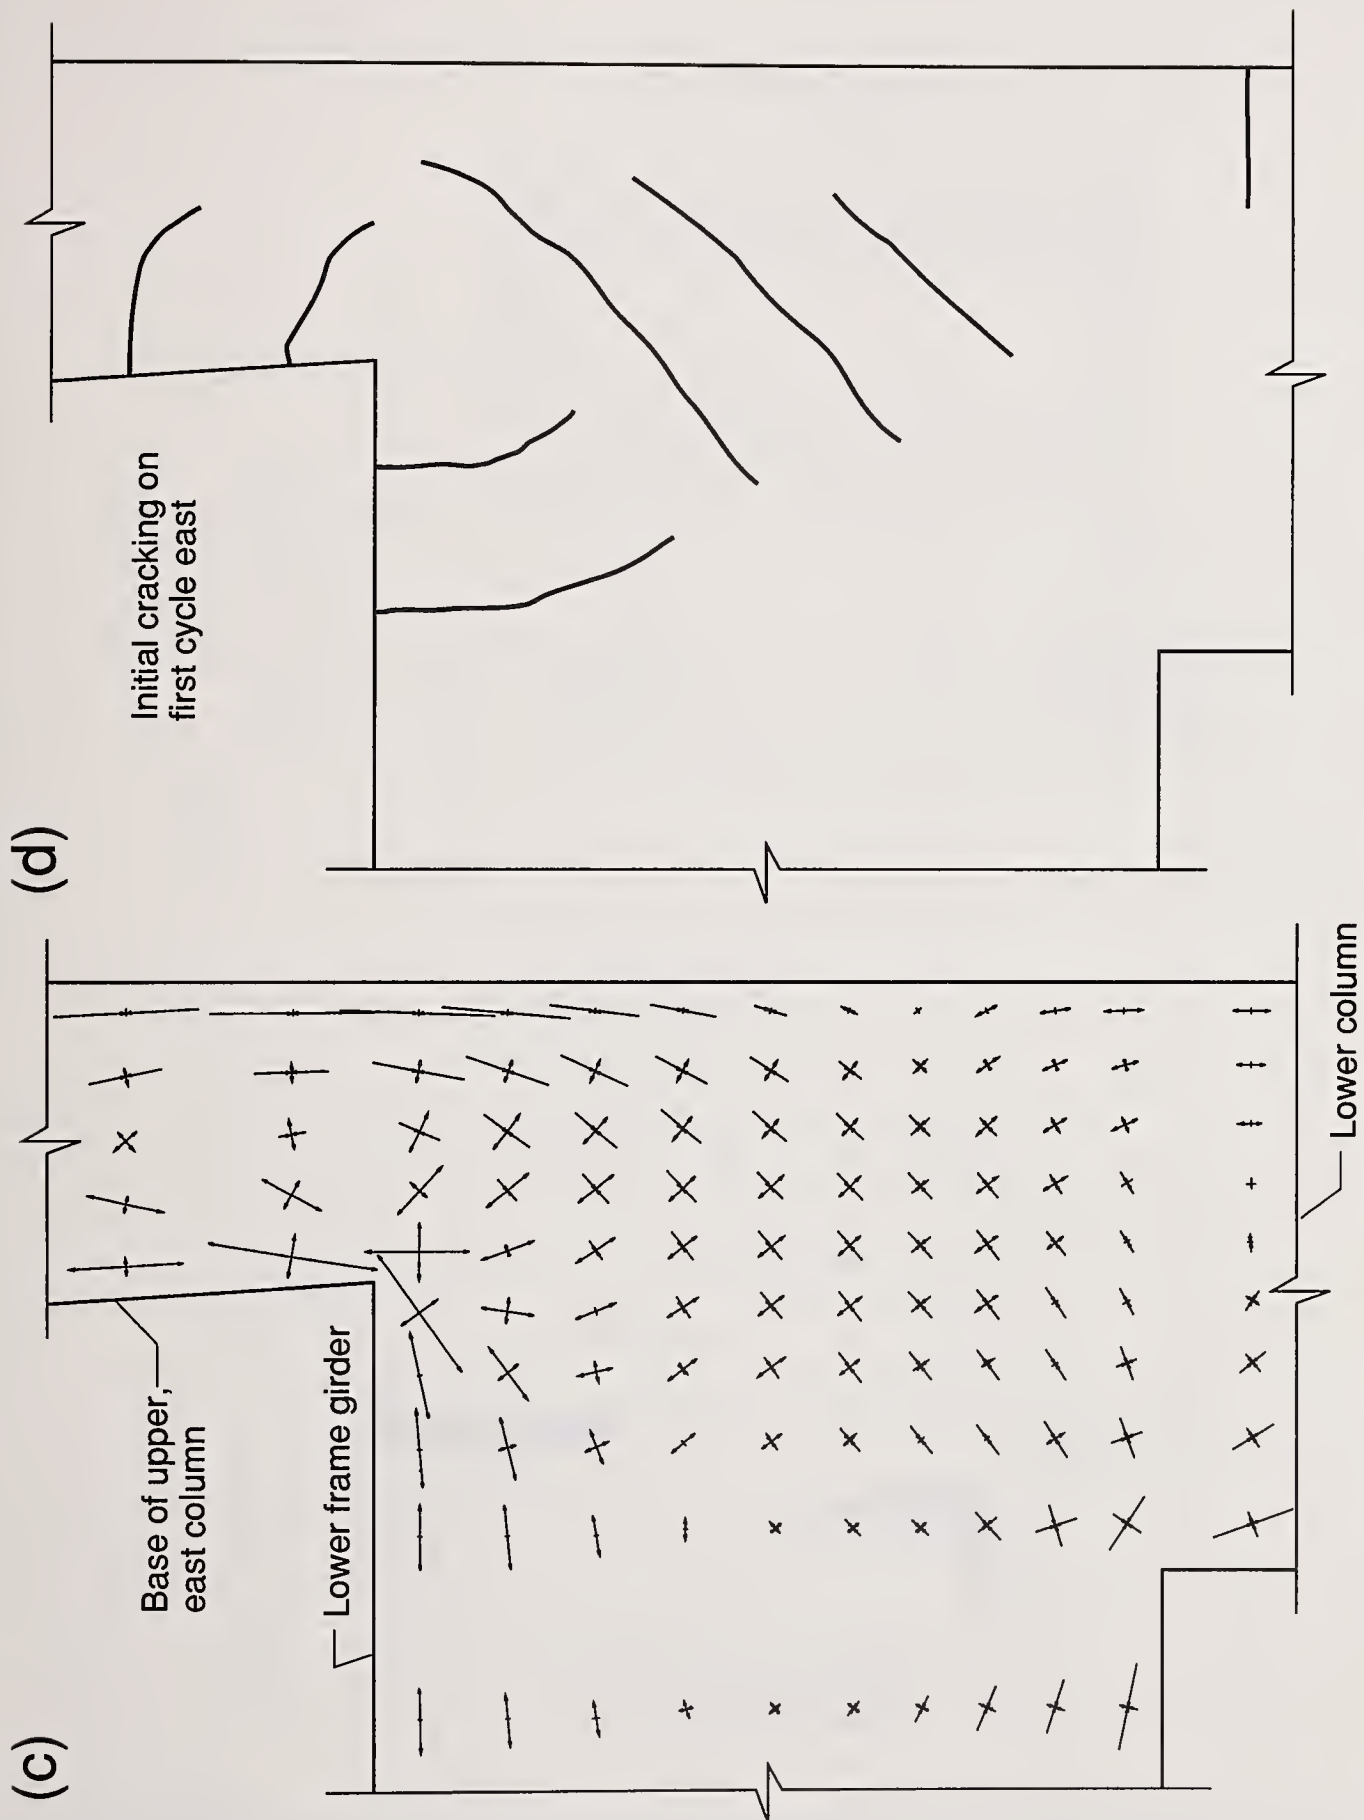 (c)
Base of upper,
east column
Lower frame girder
Lower column
(d)
Initial cracking on
first cycle east